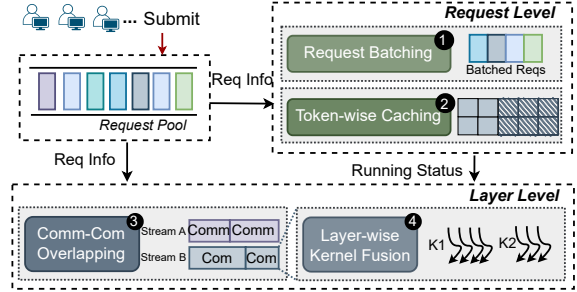 ... Submit
Request Level
Request Batching
1
Batched Reqs
Req Info
Request Pool
Token-wise Caching
2
Req Info
Running Status
Layer Level
Comm-Com
Overlapping
3
Stream A
Comm Comm
Stream B
Com Com
Layer-wise
Kernel Fusion
4
K1
K2